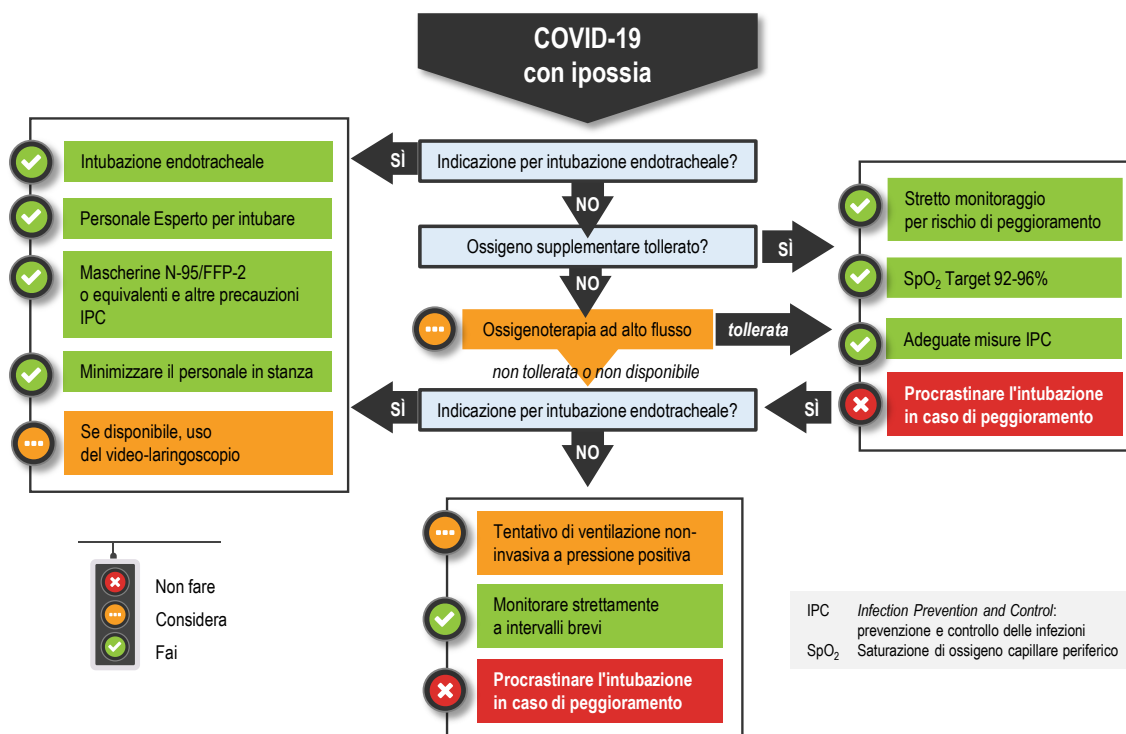 COVID-19
con ipossia
Indicazione per intubazione endotracheale?
SÌ
Intubazione endotracheale
Personale Esperto per intubare
Mascherine N-95/FFP-2
o equivalenti e altre precauzioni
IPC
Minimizzare il personale in stanza
Se disponibile, uso
del video-laringoscopio
NO
Ossigeno supplementare tollerato?
SÌ
Stretto monitoraggio
per rischio di peggioramento
SpO₂ Target 92-96%
Adeguate misure IPC
Procrastinare l'intubazione
in caso di peggioramento
NO
Ossigenoterapia ad alto flusso
tollerata
non tollerata o non disponibile
Indicazione per intubazione endotracheale?
SÌ
SÌ
NO
Tentativo di ventilazione non-
invasiva a pressione positiva
Monitorare strettamente
a intervalli brevi
Procrastinare l'intubazione
in caso di peggioramento
Non fare
Considera
Fai
IPC Infection Prevention and Control:
prevenzione e controllo delle infezioni
SpO₂ Saturazione di ossigeno capillare periferico